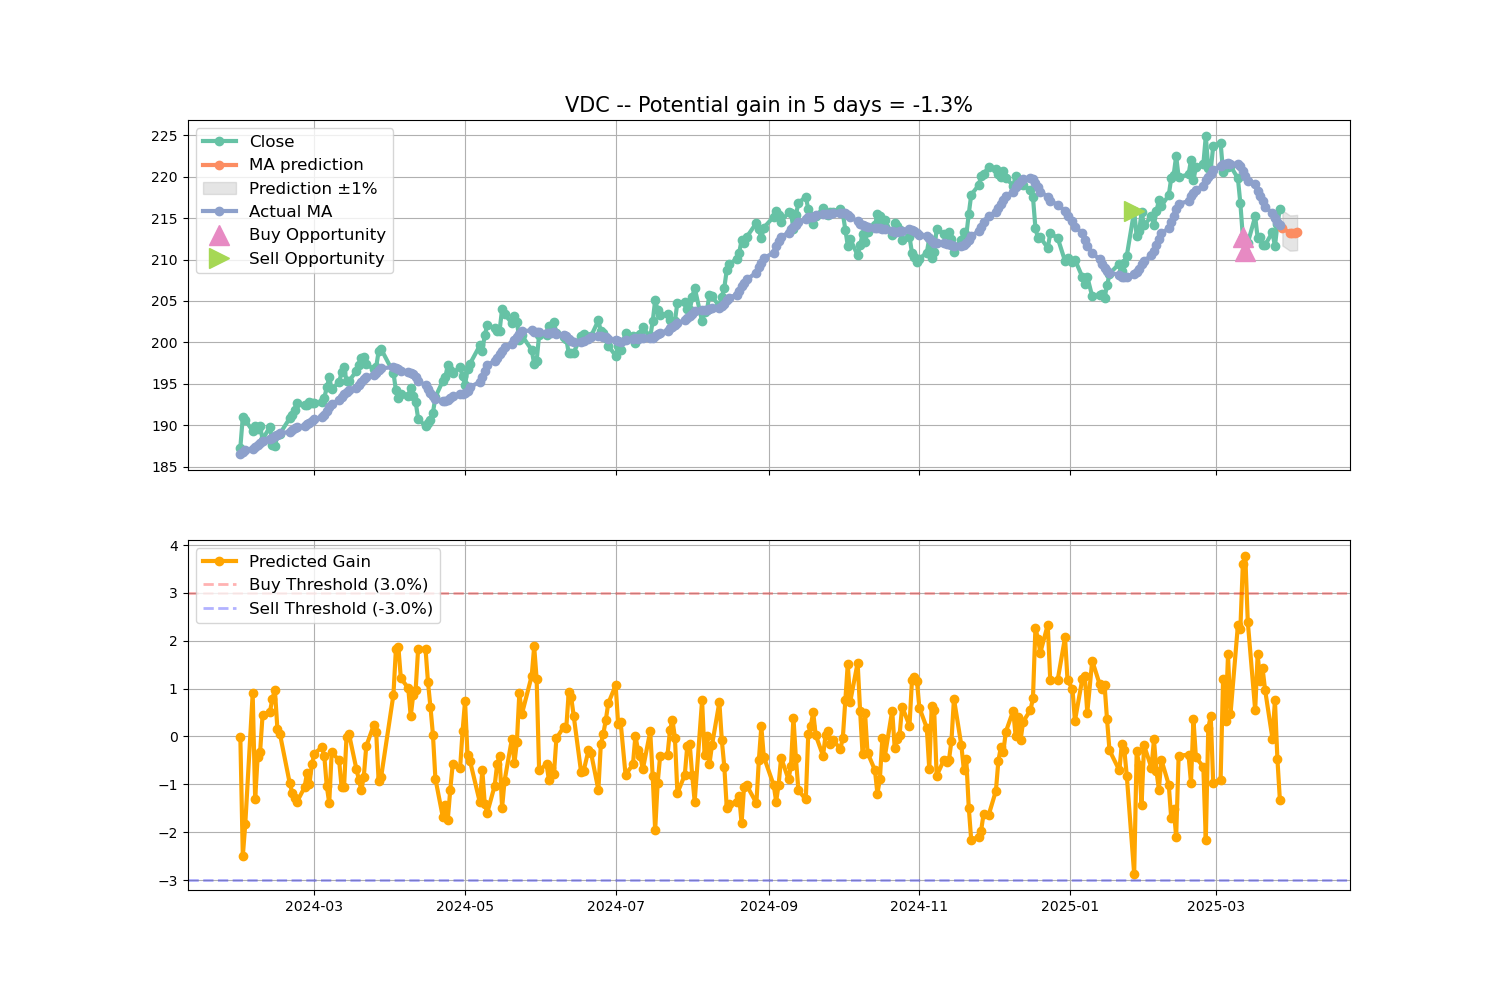 VDC -- Potential gain in 5 days = -1.3%
225
220
215
210
205
200
195
190
185
Close
MA prediction
Prediction ±1%
Actual MA
Buy Opportunity
Sell Opportunity
4
3
2
1
0
−1
−2
−3
Predicted Gain
Buy Threshold (3.0%)
Sell Threshold (-3.0%)
2024-03 2024-05 2024-07 2024-09 2024-11 2025-01 2025-03